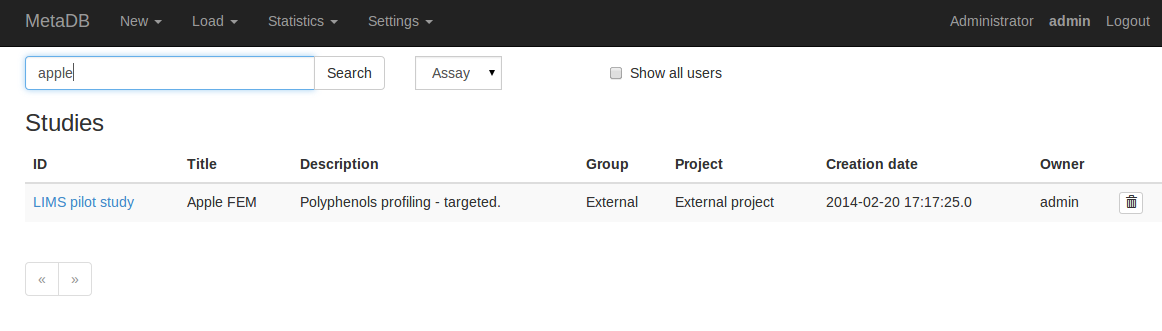 MetaDB New Load Statistics Settings Administrator admin Logout
apple Search Assay Show all users
Studies
ID Title Description Group Project Creation date Owner
LIMS pilot study Apple FEM Polyphenols profiling - targeted. External External project 2014-02-20 17:17:25.0 admin
« »